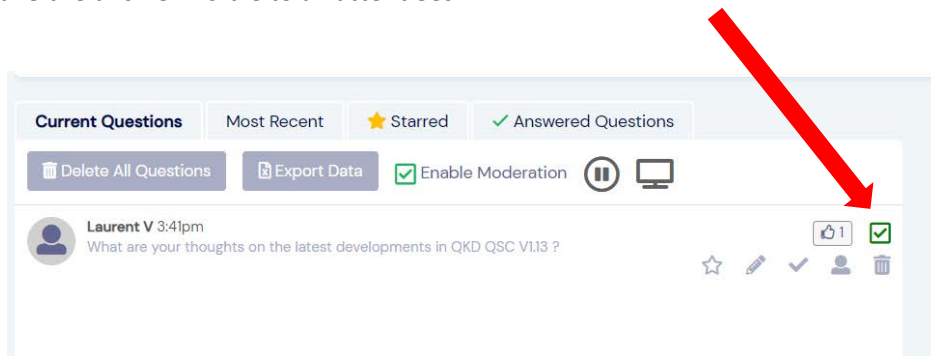 Current Questions
Most Recent
Starred
Answered Questions
Delete All Questions
Export Data
Enable Moderation
Laurent V 3:41pm
What are your thoughts on the latest developments in QKD QSC V1.13 ?
1